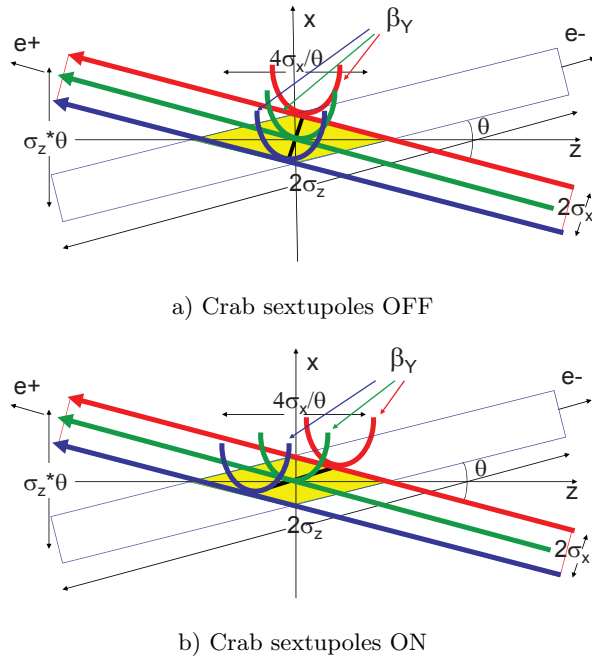 x
β_Y
e+
4σ_x/θ
e-
σ_z*θ
θ
z
2σ_z
2σ_x
a) Crab sextupoles OFF
x
β_Y
e+
4σ_x/θ
e-
σ_z*θ
θ
z
2σ_z
2σ_x
b) Crab sextupoles ON